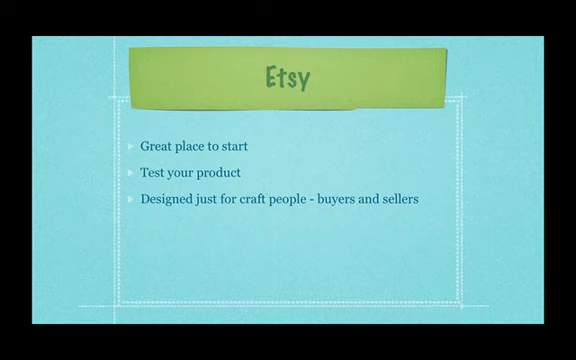 Etsy
Great place to start
Test your product
Designed just for craft people - buyers and sellers